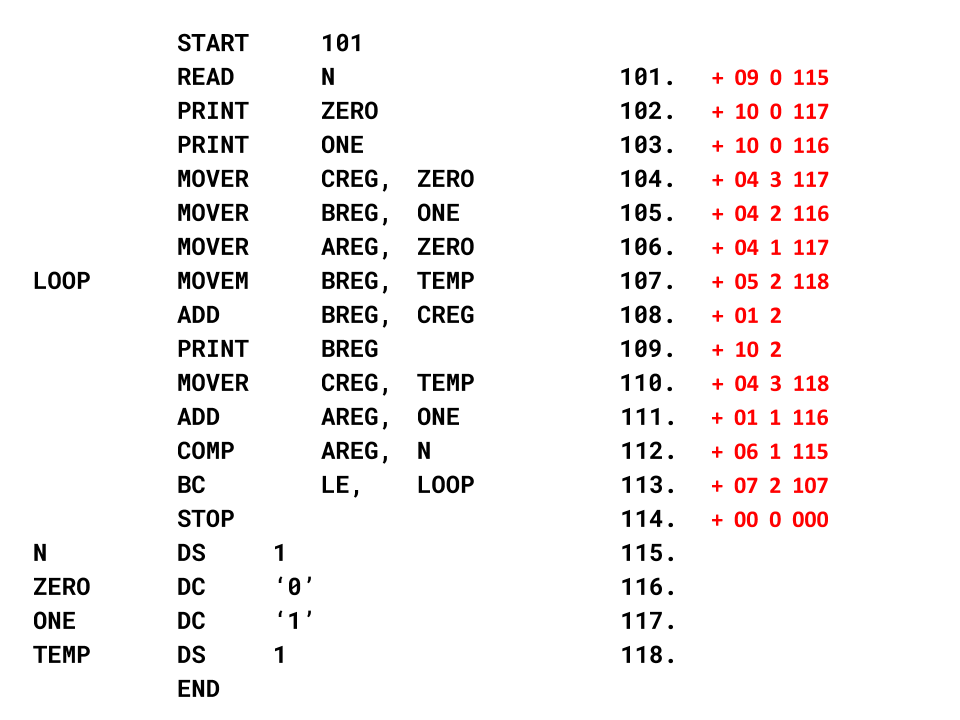 START 101
READ N 101. + 09 0 115
PRINT ZERO 102. + 10 0 117
PRINT ONE 103. + 10 0 116
MOVER CREG, ZERO 104. + 04 3 117
MOVER BREG, ONE 105. + 04 2 116
MOVER AREG, ZERO 106. + 04 1 117
LOOP MOVEM BREG, TEMP 107. + 05 2 118
ADD BREG, CREG 108. + 01 2
PRINT BREG 109. + 10 2
MOVER CREG, TEMP 110. + 04 3 118
ADD AREG, ONE 111. + 01 1 116
COMP AREG, N 112. + 06 1 115
BC LE, LOOP 113. + 07 2 107
STOP 114. + 00 0 000
N DS 1 115.
ZERO DC ‘0’ 116.
ONE DC ‘1’ 117.
TEMP DS 1 118.
END